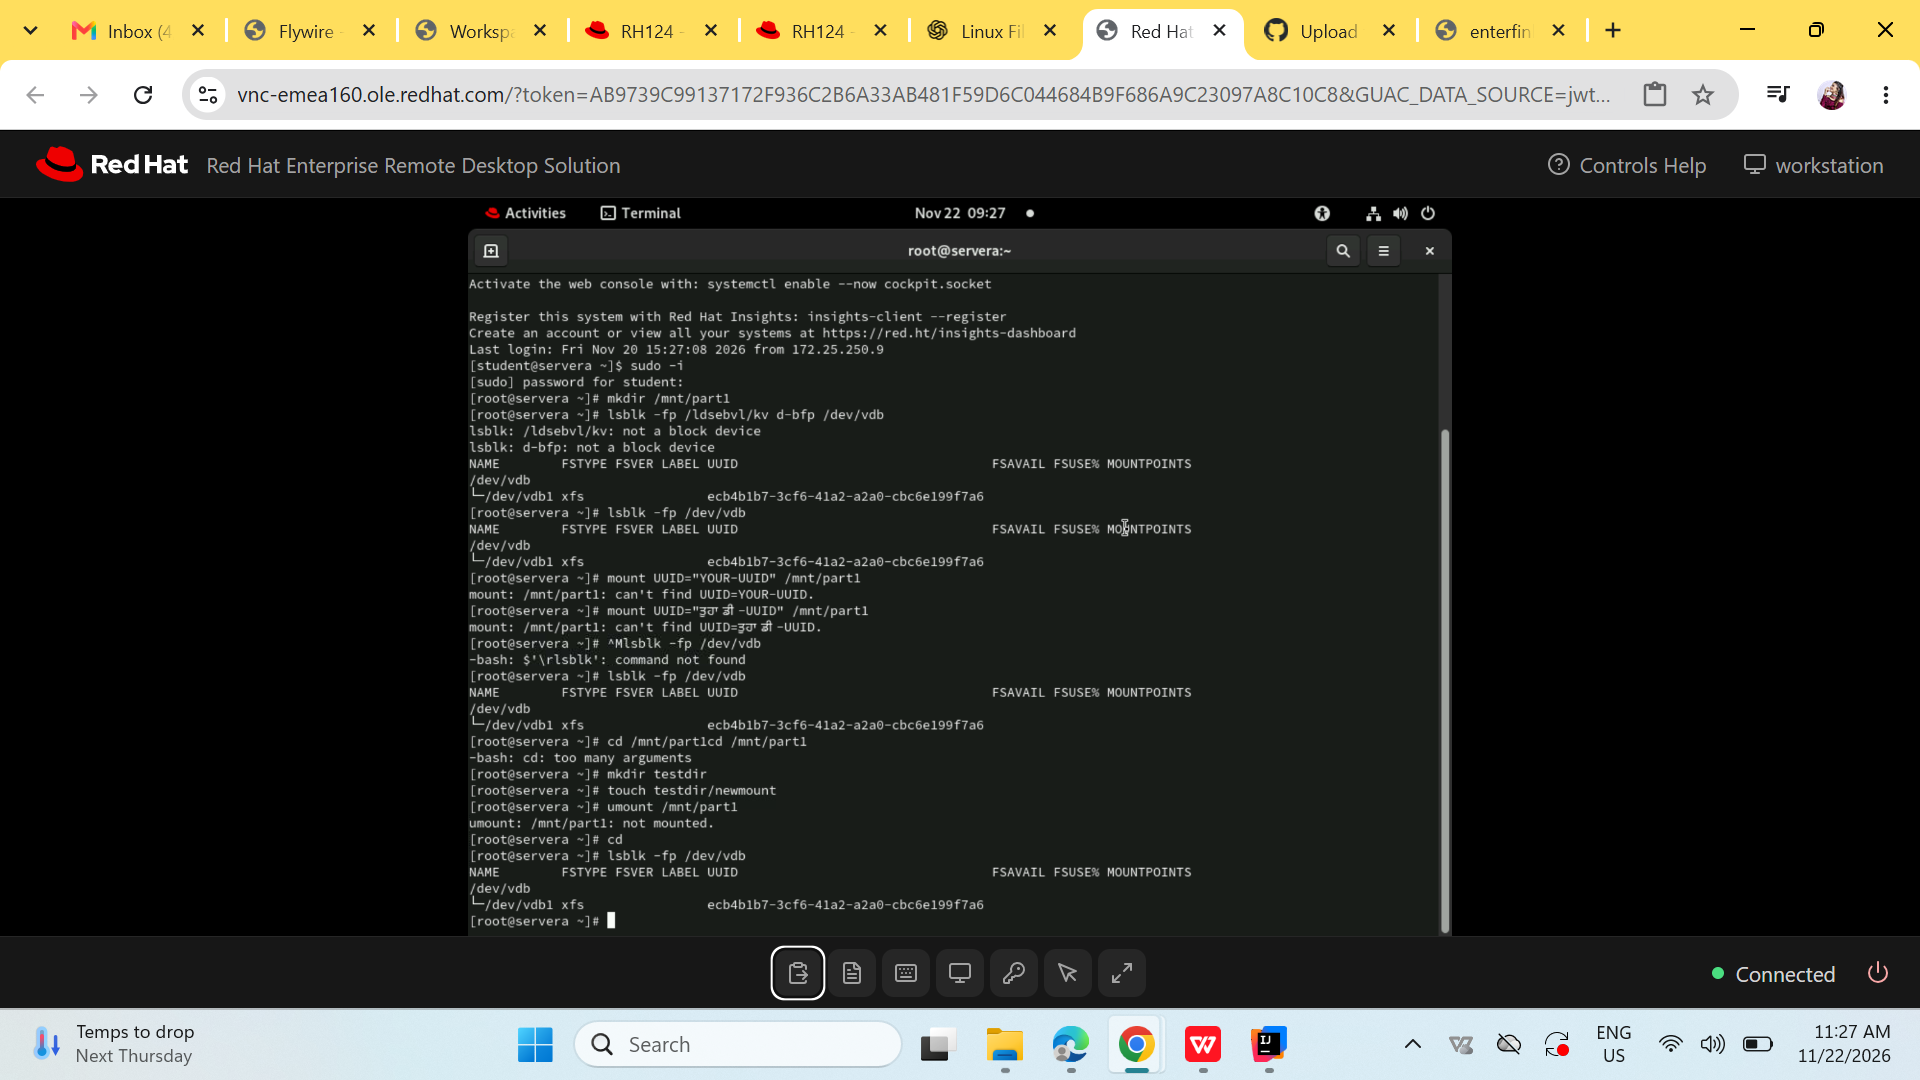 Inbox (4
Flywire -
Worksp
RH124 -
RH124 -
Linux Fi
Red Hat
Upload
enterfin
vnc-emea160.ole.redhat.com/?token=AB9739C99137172F936C2B6A33AB481F59D6C044684B9F686A9C23097A8C10C8&GUAC_DATA_SOURCE=jwt...
Red Hat Red Hat Enterprise Remote Desktop Solution
Controls Help
workstation
Activities
Terminal
Nov 22 09:27
root@servera:~
Activate the web console with: systemctl enable --now cockpit.socket
Register this system with Red Hat Insights: insights-client --register
Create an account or view all your systems at https://red.ht/insights-dashboard
Last login: Fri Nov 20 15:27:08 2026 from 172.25.250.9
[student@servera ~]$ sudo -i
[sudo] password for student:
[root@servera ~]# mkdir /mnt/part1
[root@servera ~]# lsblk -fp /ldsebvl/kv d-bfp /dev/vdb
lsblk: /ldsebvl/kv: not a block device
lsblk: d-bfp: not a block device
NAME FSTYPE FSVER LABEL UUID FSAVAIL FSUSE% MOUNTPOINTS
/dev/vdb
└─/dev/vdb1 xfs ecb4b1b7-3cf6-41a2-a2a0-cbc6e199f7a6
[root@servera ~]# lsblk -fp /dev/vdb
NAME FSTYPE FSVER LABEL UUID FSAVAIL FSUSE% MOUNTPOINTS
/dev/vdb
└─/dev/vdb1 xfs ecb4b1b7-3cf6-41a2-a2a0-cbc6e199f7a6
[root@servera ~]# mount UUID="YOUR-UUID" /mnt/part1
mount: /mnt/part1: can't find UUID=YOUR-UUID.
[root@servera ~]# mount UUID="ਤੁਹਾਡੀ-UUID" /mnt/part1
mount: /mnt/part1: can't find UUID=ਤੁਹਾਡੀ-UUID.
[root@servera ~]# ^Mlsblk -fp /dev/vdb
-bash: $'\rlsblk': command not found
[root@servera ~]# lsblk -fp /dev/vdb
NAME FSTYPE FSVER LABEL UUID FSAVAIL FSUSE% MOUNTPOINTS
/dev/vdb
└─/dev/vdb1 xfs ecb4b1b7-3cf6-41a2-a2a0-cbc6e199f7a6
[root@servera ~]# cd /mnt/part1cd /mnt/part1
-bash: cd: too many arguments
[root@servera ~]# mkdir testdir
[root@servera ~]# touch testdir/newmount
[root@servera ~]# umount /mnt/part1
umount: /mnt/part1: not mounted.
[root@servera ~]# cd
[root@servera ~]# lsblk -fp /dev/vdb
NAME FSTYPE FSVER LABEL UUID FSAVAIL FSUSE% MOUNTPOINTS
/dev/vdb
└─/dev/vdb1 xfs ecb4b1b7-3cf6-41a2-a2a0-cbc6e199f7a6
[root@servera ~]#
Connected
Temps to drop
Next Thursday
Search
ENG
US
11:27 AM
11/22/2026